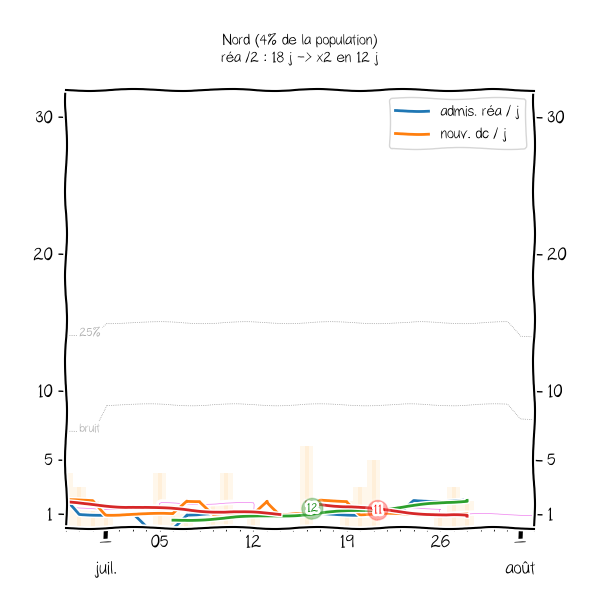 Nord (4% de la population)
réa /2 : 18 j -> x2 en 12 j
admis. réa / j
nouv. dc / j
30
30
20
20
25%
10
10
bruit
5
5
12
11
1
1
05
12
19
26
juil.
août